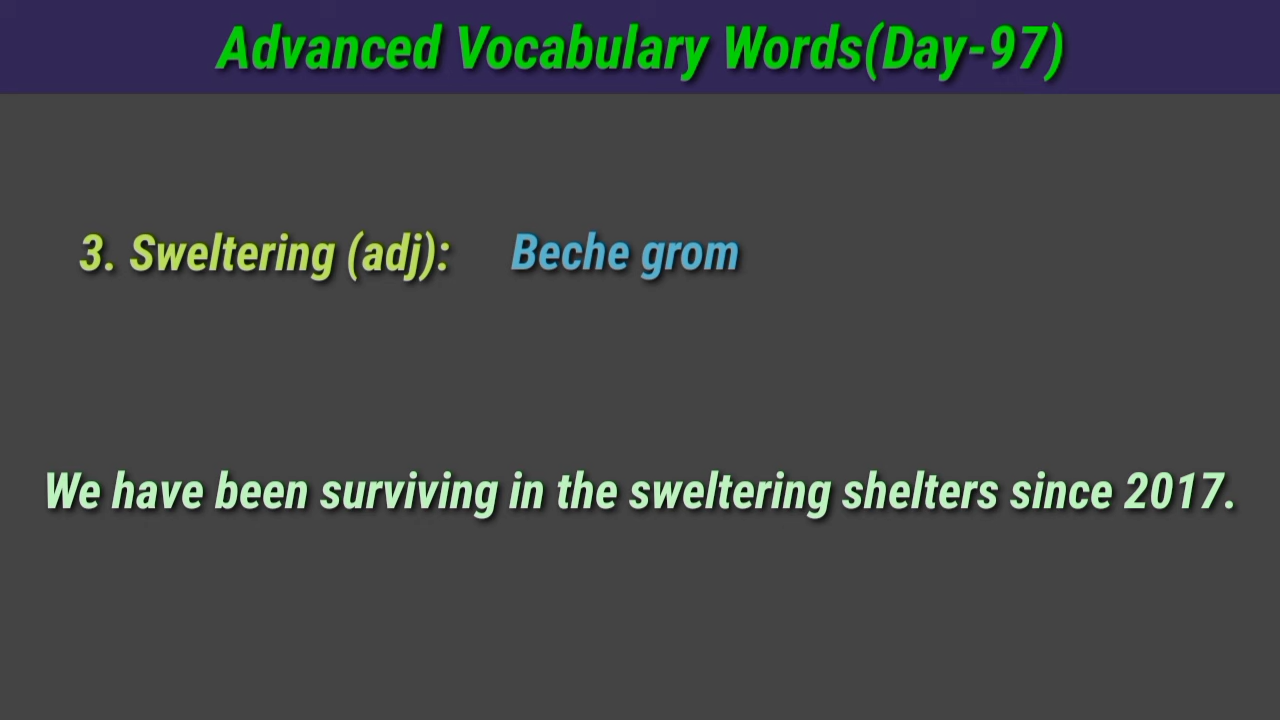 Advanced Vocabulary Words(Day-97)
3. Sweltering (adj): Beche grom
We have been surviving in the sweltering shelters since 2017.